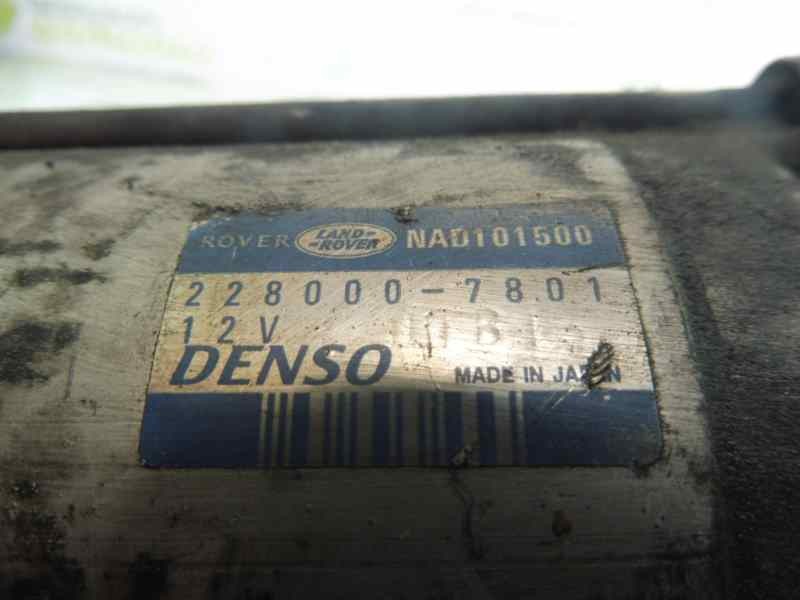 ROVER LAND-ROVER NAD101500
228000-7801
12V
DENSO MADE IN JAPAN